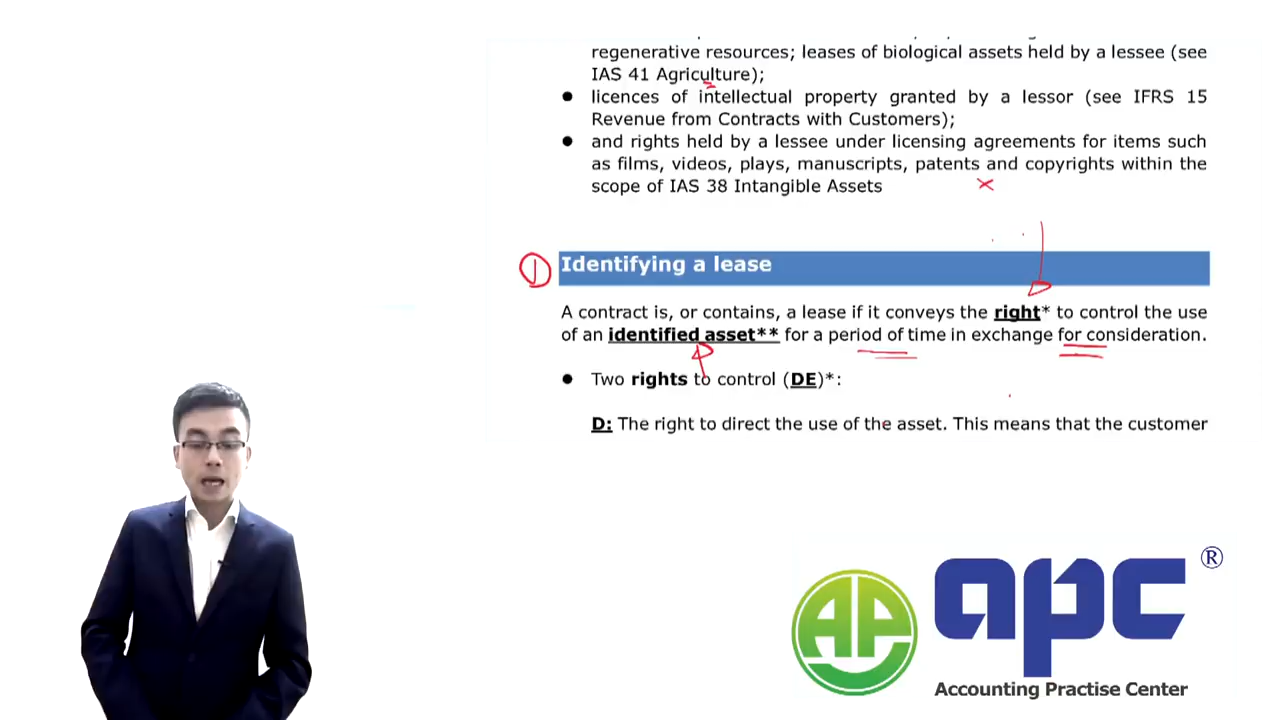 regenerative resources; leases of biological assets held by a lessee (see
IAS 41 Agriculture);
● licences of intellectual property granted by a lessor (see IFRS 15
Revenue from Contracts with Customers);
● and rights held by a lessee under licensing agreements for items such
as films, videos, plays, manuscripts, patents and copyrights within the
scope of IAS 38 Intangible Assets
① Identifying a lease
A contract is, or contains, a lease if it conveys the right* to control the use
of an identified asset** for a period of time in exchange for consideration.
● Two rights to control (DE)*:
D: The right to direct the use of the asset. This means that the customer
AP apc ®
Accounting Practise Center